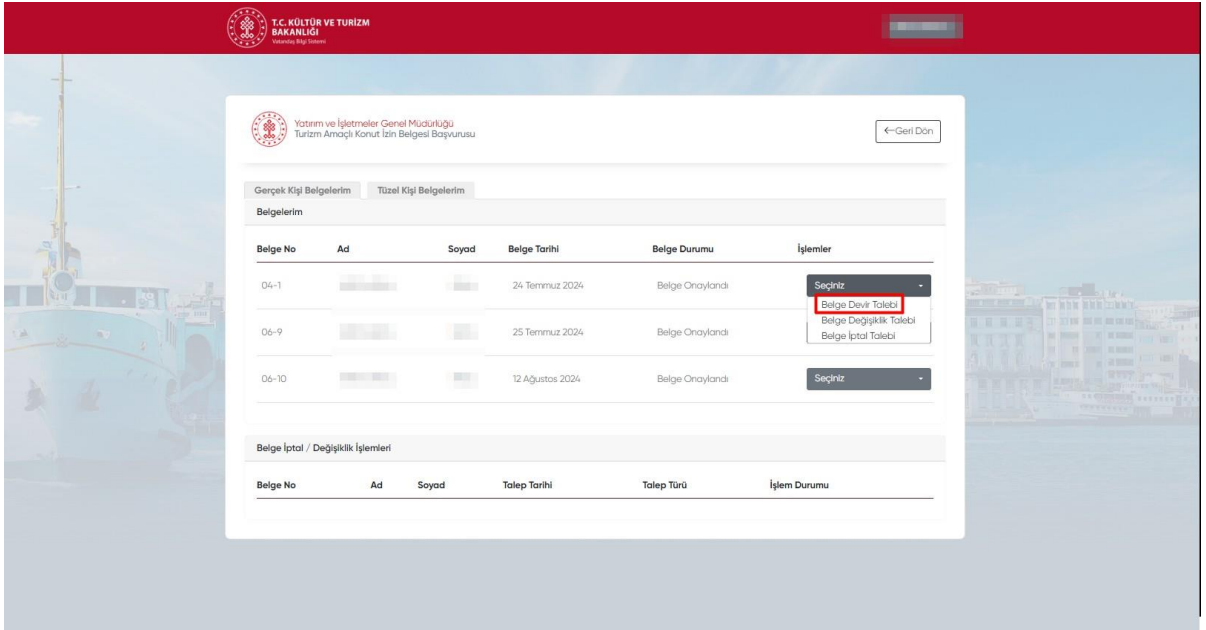 T.C. KÜLTÜR VE TURİZM
BAKANLIĞI
Vatandaş Bilgi Sistemi
Yatırım ve İşletmeler Genel Müdürlüğü
Turizm Amaçlı Konut İzin Belgesi Başvurusu
←Geri Dön
Gerçek Kişi Belgelerim Tüzel Kişi Belgelerim
Belgelerim
Belge No Ad Soyad Belge Tarihi Belge Durumu İşlemler
04-1 24 Temmuz 2024 Belge Onaylandı Seçiniz
Belge Devir Talebi
Belge Değişiklik Talebi
Belge İptal Talebi
06-9 25 Temmuz 2024 Belge Onaylandı
06-10 12 Ağustos 2024 Belge Onaylandı Seçiniz
Belge İptal / Değişiklik İşlemleri
Belge No Ad Soyad Talep Tarihi Talep Türü İşlem Durumu